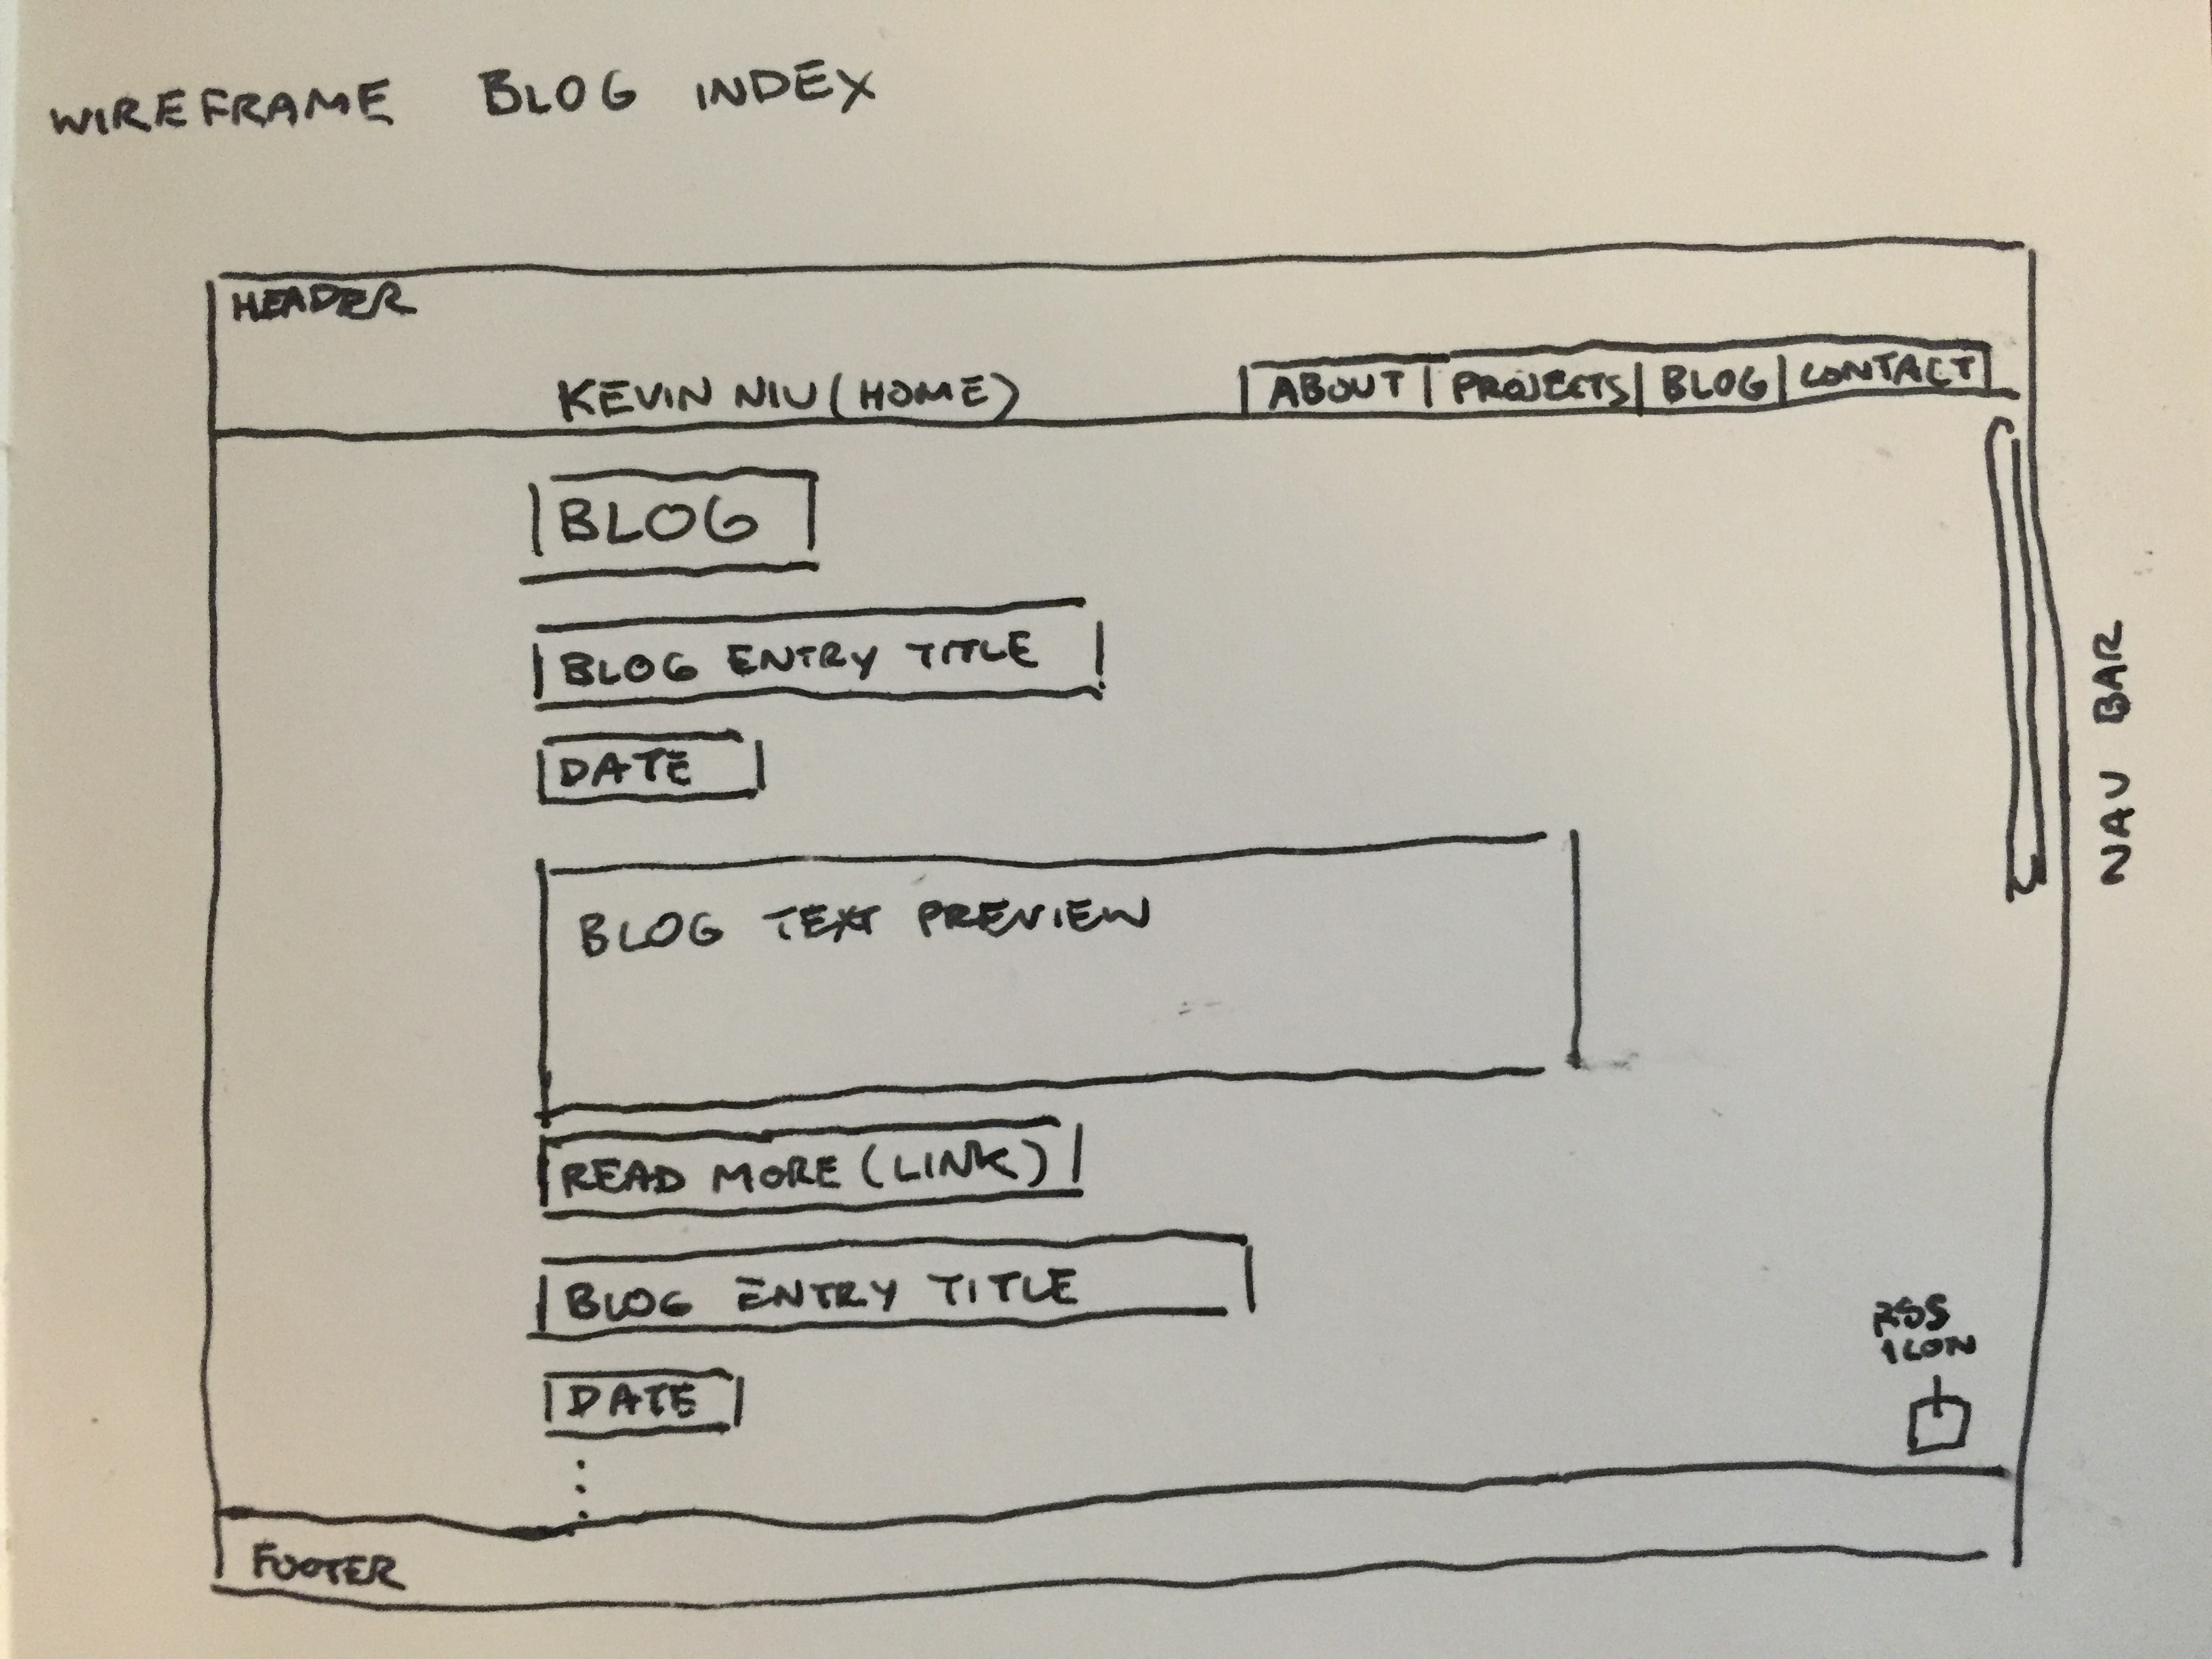 WIREFRAME BLOG INDEX
HEADER
KEVIN NIU (HOME)
ABOUT | PROJECTS | BLOG | CONTACT
BLOG
BLOG ENTRY TITLE
DATE
BLOG TEXT PREVIEW
READ MORE (LINK)
BLOG ENTRY TITLE
DATE
...
NAV BAR
RSS
ICON
FOOTER